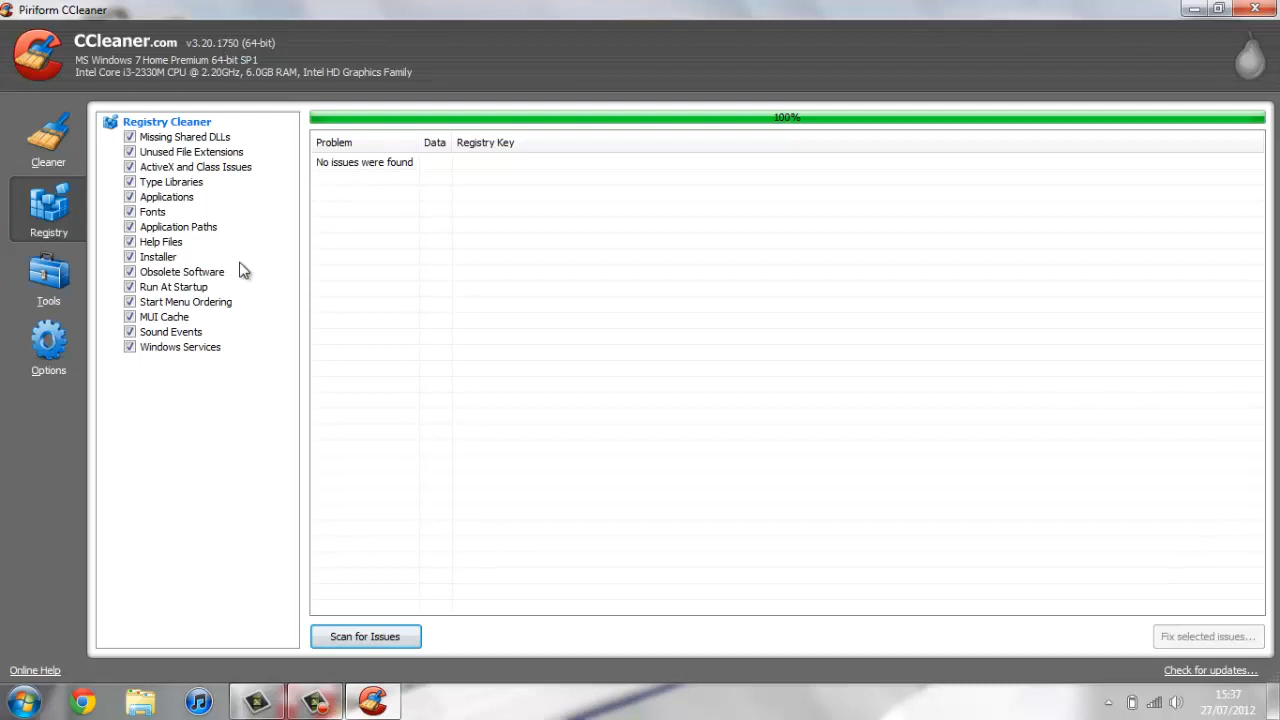 Piriform CCleaner
CCleaner.com v3.20.1750 (64-bit)
MS Windows 7 Home Premium 64-bit SP1
Intel Core i3-2330M CPU @ 2.20GHz, 6.0GB RAM, Intel HD Graphics Family
Cleaner
Registry
Tools
Options
Registry Cleaner
Missing Shared DLLs
Unused File Extensions
ActiveX and Class Issues
Type Libraries
Applications
Fonts
Application Paths
Help Files
Installer
Obsolete Software
Run At Startup
Start Menu Ordering
MUI Cache
Sound Events
Windows Services
100%
Problem Data Registry Key
No issues were found
Scan for Issues
Fix selected issues...
Online Help
Check for updates...
15:37
27/07/2012